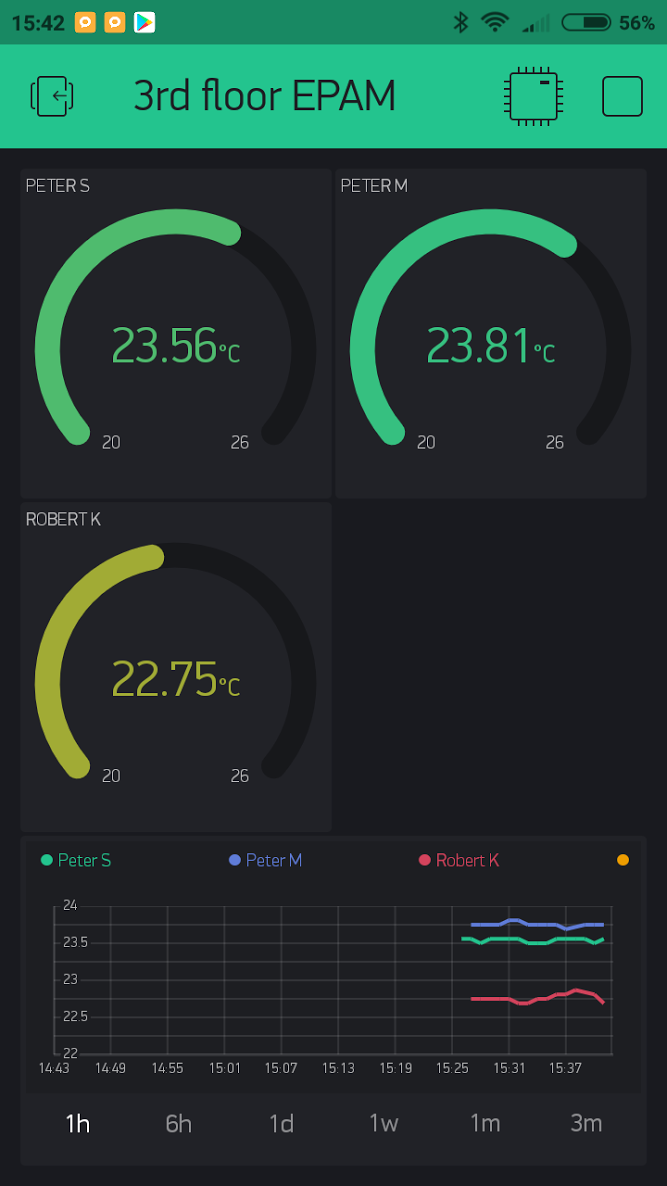 15:42 56%
3rd floor EPAM
PETER S PETER M
23.56°C 23.81°C
20 26 20 26
ROBERT K
22.75°C
20 26
Peter S Peter M Robert K
24
23.5
23
22.5
22
14:43 14:49 14:55 15:01 15:07 15:13 15:19 15:25 15:31 15:37
1h 6h 1d 1w 1m 3m